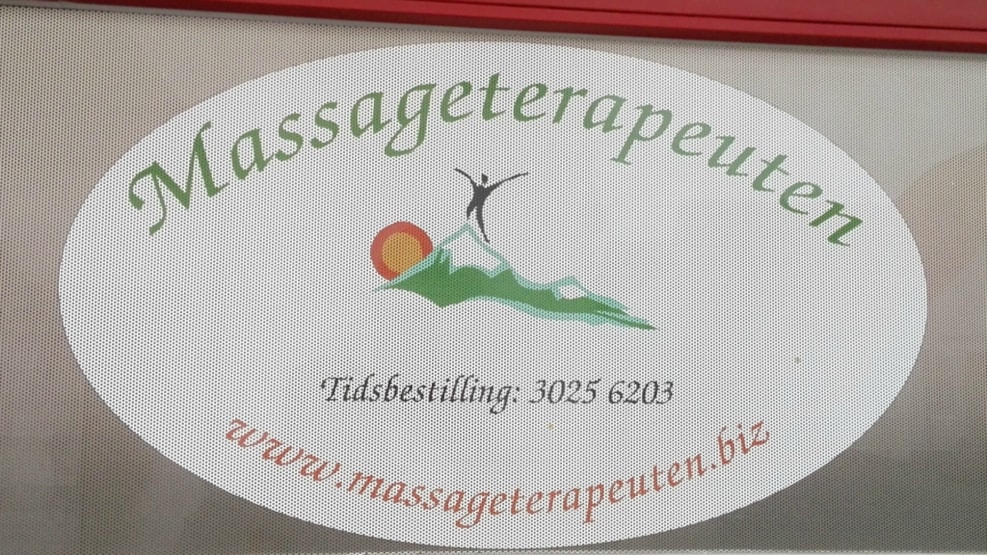 Massageterapeuten
Tidsbestilling: 3025 6203
www.massageterapeuten.biz